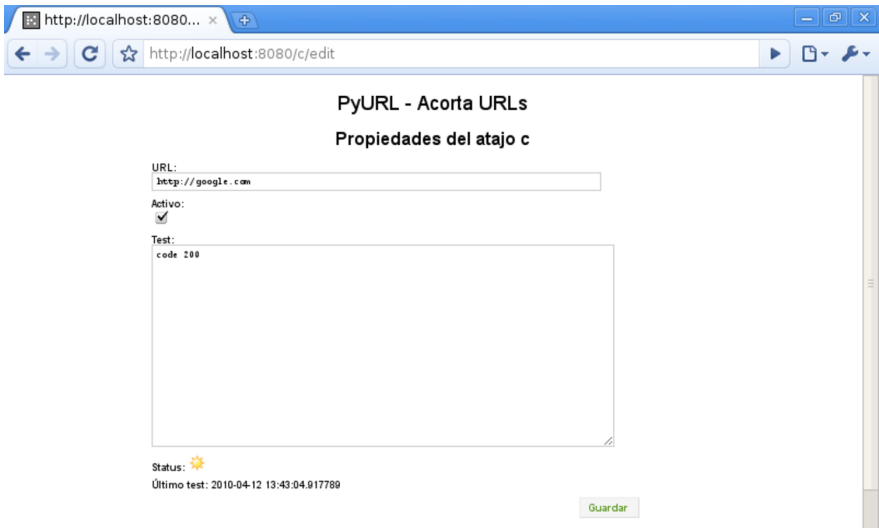 http://localhost:8080...
http://localhost:8080/c/edit
PyURL - Acorta URLs
Propiedades del atajo c
URL:
http://google.com
Activo:
Test:
code 200
Status:
Último test: 2010-04-12 13:43:04.917789
Guardar